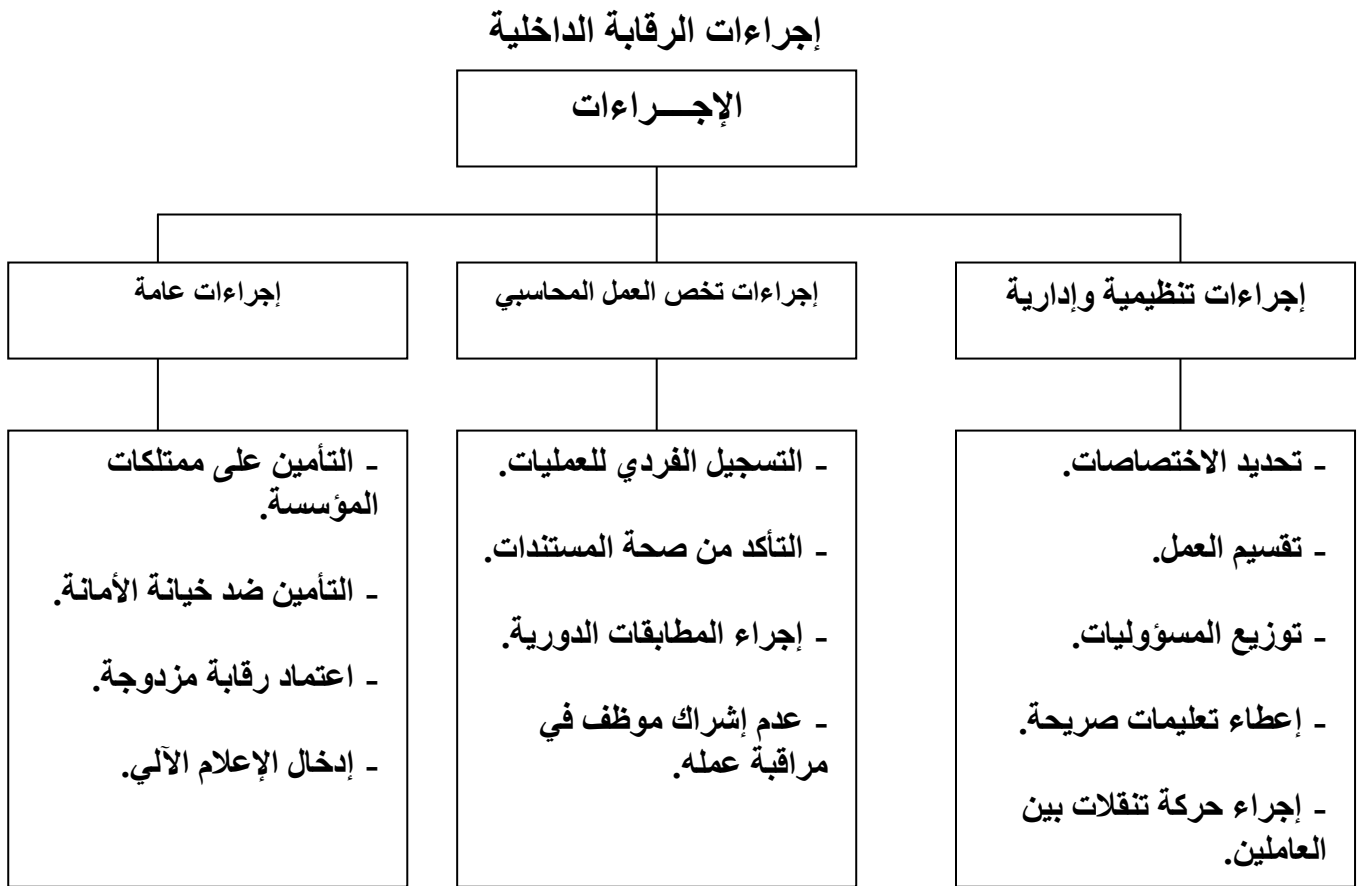 إجراءات الرقابة الداخلية
الإجـــراءات
إجراءات تنظيمية وإدارية
إجراءات تخص العمل المحاسبي
إجراءات عامة
- تحديد الاختصاصات.
- تقسيم العمل.
- توزيع المسؤوليات.
- إعطاء تعليمات صريحة.
- إجراء حركة تنقلات بين
العاملين.
- التسجيل الفردي للعمليات.
- التأكد من صحة المستندات.
- إجراء المطابقات الدورية.
- عدم إشراك موظف في
مراقبة عمله.
- التأمين على ممتلكات
المؤسسة.
- التأمين ضد خيانة الأمانة.
- اعتماد رقابة مزدوجة.
- إدخال الإعلام الآلي.